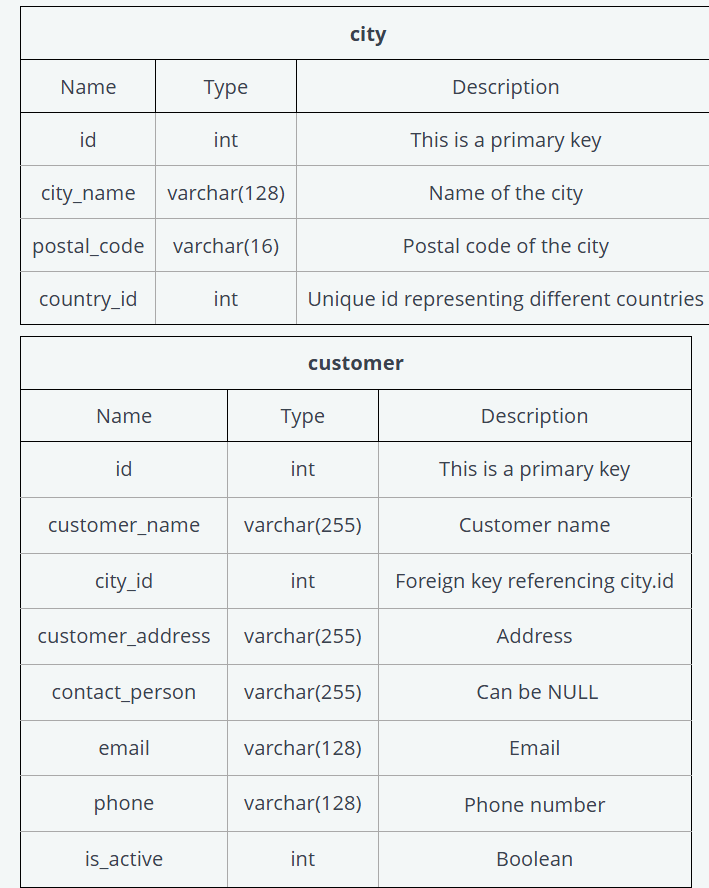 city
Name Type Description
id int This is a primary key
city_name varchar(128) Name of the city
postal_code varchar(16) Postal code of the city
country_id int Unique id representing different countries
customer
Name Type Description
id int This is a primary key
customer_name varchar(255) Customer name
city_id int Foreign key referencing city.id
customer_address varchar(255) Address
contact_person varchar(255) Can be NULL
email varchar(128) Email
phone varchar(128) Phone number
is_active int Boolean